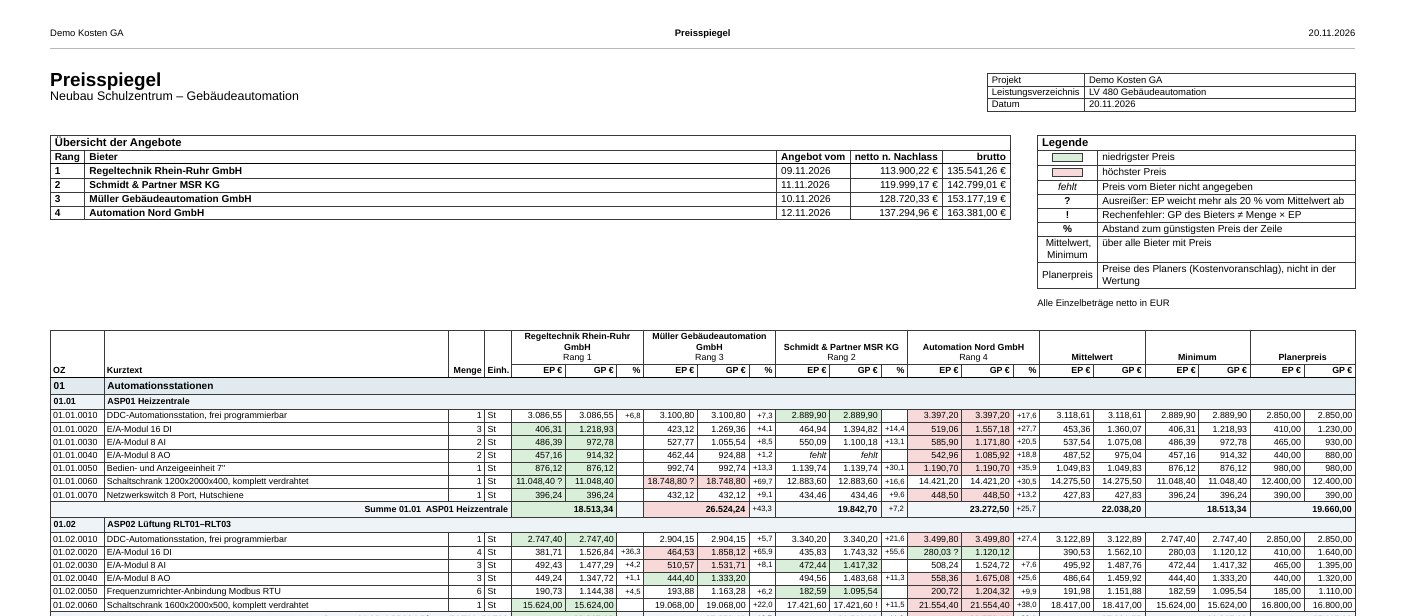 Demo Kosten GA Preisspiegel 20.11.2026
Preisspiegel
Neubau Schulzentrum – Gebäudeautomation
Projekt Demo Kosten GA
Leistungsverzeichnis LV 480 Gebäudeautomation
Datum 20.11.2026
Übersicht der Angebote
Rang Bieter Angebot vom netto n. Nachlass brutto
1 Regeltechnik Rhein-Ruhr GmbH 09.11.2026 113.900,22 € 135.541,26 €
2 Schmidt & Partner MSR KG 11.11.2026 119.999,17 € 142.799,01 €
3 Müller Gebäudeautomation GmbH 10.11.2026 128.720,33 € 153.177,19 €
4 Automation Nord GmbH 12.11.2026 137.294,96 € 163.381,00 €
Legende
niedrigster Preis
höchster Preis
fehlt Preis vom Bieter nicht angegeben
? Ausreißer: EP weicht mehr als 20 % vom Mittelwert ab
! Rechenfehler: GP des Bieters ≠ Menge × EP
% Abstand zum günstigsten Preis der Zeile
Mittelwert, Minimum über alle Bieter mit Preis
Planerpreis Preise des Planers (Kostenvoranschlag), nicht in der Wertung
Alle Einzelbeträge netto in EUR
Regeltechnik Rhein-Ruhr GmbH Rang 1 Müller Gebäudeautomation GmbH Rang 3 Schmidt & Partner MSR KG Rang 2 Automation Nord GmbH Rang 4 Mittelwert Minimum Planerpreis
OZ Kurztext Menge Einh. EP € GP € % EP € GP € % EP € GP € % EP € GP € % EP € GP € EP € GP € EP € GP €
01 Automationsstationen
01.01 ASP01 Heizzentrale
01.01.0010 DDC-Automationsstation, frei programmierbar 1 St 3.086,55 3.086,55 +6,8 3.100,80 3.100,80 +7,3 2.889,90 2.889,90 3.397,20 3.397,20 +17,6 3.118,61 3.118,61 2.889,90 2.889,90 2.850,00 2.850,00
01.01.0020 E/A-Modul 16 DI 3 St 406,31 1.218,93 423,12 1.269,36 +4,1 464,94 1.394,82 +14,4 519,06 1.557,18 +27,7 453,36 1.360,07 406,31 1.218,93 410,00 1.230,00
01.01.0030 E/A-Modul 8 AI 2 St 486,39 972,78 527,77 1.055,54 +8,5 550,09 1.100,18 +13,1 585,90 1.171,80 +20,5 537,54 1.075,08 486,39 972,78 465,00 930,00
01.01.0040 E/A-Modul 8 AO 2 St 457,16 914,32 462,44 924,88 +1,2 fehlt fehlt 542,96 1.085,92 +18,8 487,52 975,04 457,16 914,32 440,00 880,00
01.01.0050 Bedien- und Anzeigeeinheit 7" 1 St 876,12 876,12 992,74 992,74 +13,3 1.139,74 1.139,74 +30,1 1.190,70 1.190,70 +35,9 1.049,83 1.049,83 876,12 876,12 980,00 980,00
01.01.0060 Schaltschrank 1200x2000x400, komplett verdrahtet 1 St 11.048,40 ? 11.048,40 18.748,80 ? 18.748,80 +69,7 12.883,60 12.883,60 +16,6 14.421,20 14.421,20 +30,5 14.275,50 14.275,50 11.048,40 11.048,40 12.400,00 12.400,00
01.01.0070 Netzwerkswitch 8 Port, Hutschiene 1 St 396,24 396,24 432,12 432,12 +9,1 434,46 434,46 +9,6 448,50 448,50 +13,2 427,83 427,83 396,24 396,24 390,00 390,00
Summe 01.01 ASP01 Heizzentrale 18.513,34 26.524,24 +43,3 19.842,70 +7,2 23.272,50 +25,7 22.038,20 18.513,34 19.660,00
01.02 ASP02 Lüftung RLT01–RLT03
01.02.0010 DDC-Automationsstation, frei programmierbar 1 St 2.747,40 2.747,40 2.904,15 2.904,15 +5,7 3.340,20 3.340,20 +21,6 3.499,80 3.499,80 +27,4 3.122,89 3.122,89 2.747,40 2.747,40 2.850,00 2.850,00
01.02.0020 E/A-Modul 16 DI 4 St 381,71 1.526,84 +36,3 464,53 1.858,12 +65,9 435,83 1.743,32 +55,6 280,03 ? 1.120,12 390,53 1.562,10 280,03 1.120,12 410,00 1.640,00
01.02.0030 E/A-Modul 8 AI 3 St 492,43 1.477,29 +4,2 510,57 1.531,71 +8,1 472,44 1.417,32 508,24 1.524,72 +7,6 495,92 1.487,76 472,44 1.417,32 465,00 1.395,00
01.02.0040 E/A-Modul 8 AO 3 St 449,24 1.347,72 +1,1 444,40 1.333,20 494,56 1.483,68 +11,3 558,36 1.675,08 +25,6 486,64 1.459,92 444,40 1.333,20 440,00 1.320,00
01.02.0050 Frequenzumrichter-Anbindung Modbus RTU 6 St 190,73 1.144,38 +4,5 193,88 1.163,28 +6,2 182,59 1.095,54 200,72 1.204,32 +9,9 191,98 1.151,88 182,59 1.095,54 185,00 1.110,00
01.02.0060 Schaltschrank 1600x2000x500, komplett verdrahtet 1 St 15.624,00 15.624,00 19.068,00 19.068,00 +22,0 17.421,60 17.421,60 ! +11,5 21.554,40 21.554,40 +38,0 18.417,00 18.417,00 15.624,00 15.624,00 16.800,00 16.800,00